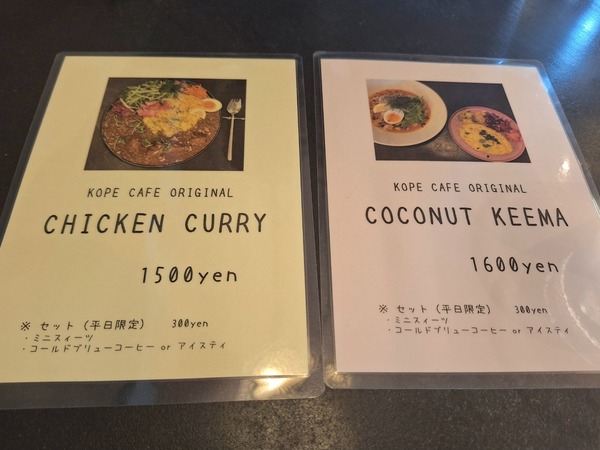 KOPE CAFE ORIGINAL
CHICKEN CURRY
1500yen
※ セット (平日限定) 300yen
・ミニスィーツ
・コールドブリューコーヒー or アイスティ
KOPE CAFE ORIGINAL
COCONUT KEEMA
1600yen
※ セット (平日限定) 300yen
・ミニスィーツ
・コールドブリューコーヒー or アイスティ